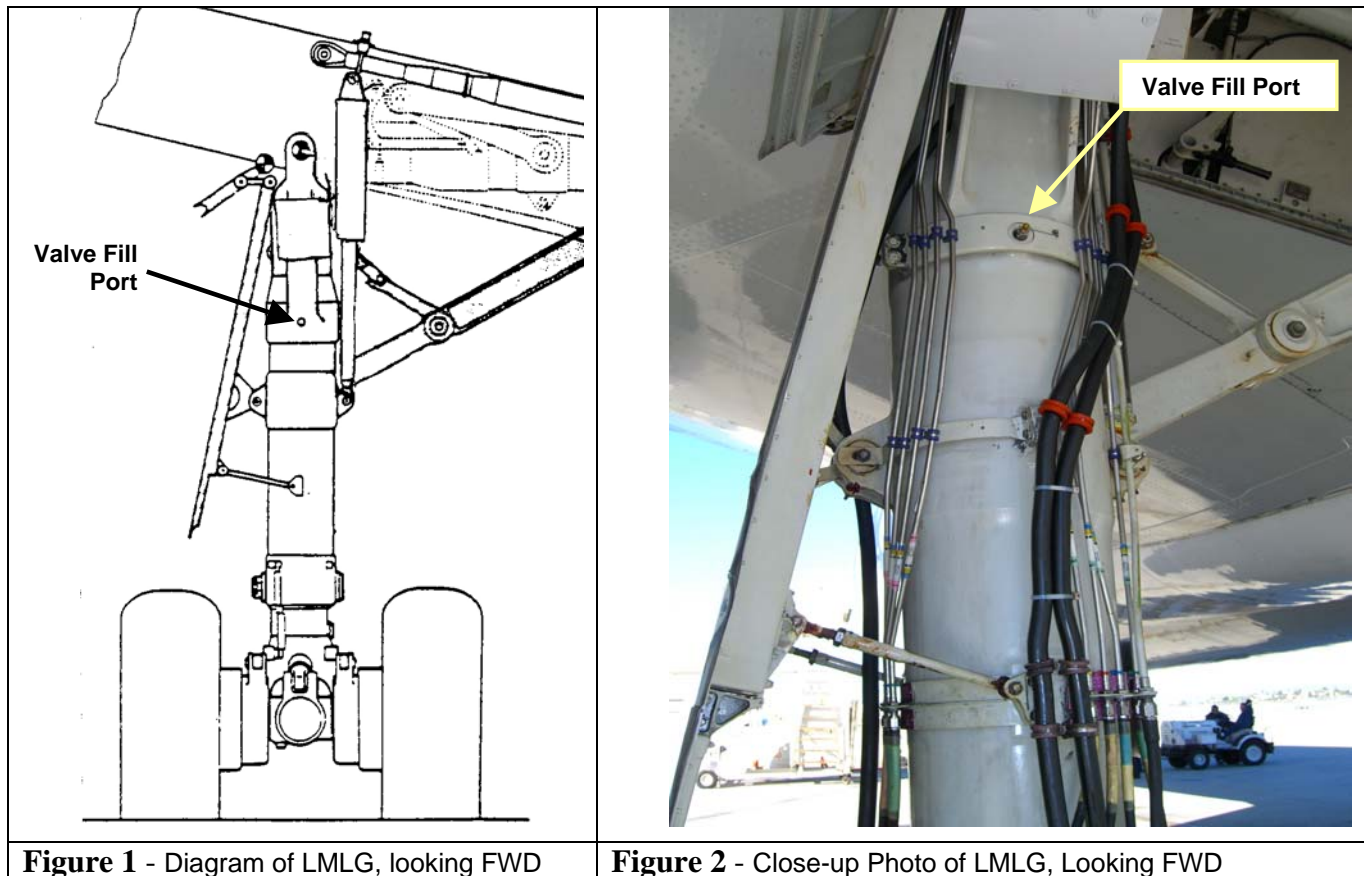 Valve Fill
Port
Valve Fill Port
Figure 1 - Diagram of LMLG, looking FWD
Figure 2 - Close-up Photo of LMLG, Looking FWD